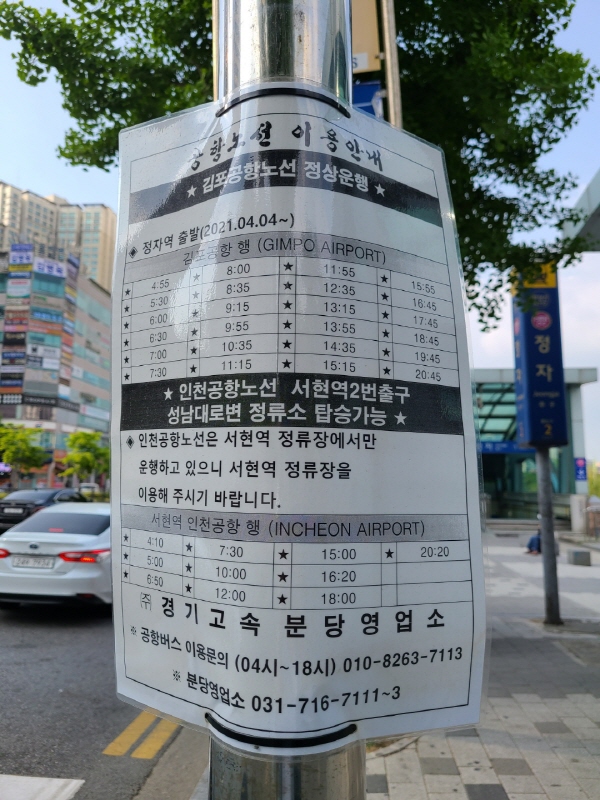 공항노선 이용안내
★ 김포공항노선 정상운행 ★
◈ 정자역 출발(2021.04.04~)
김포공항 행 (GIMPO AIRPORT)
★ 4:55 ★ 8:00 ★ 11:55 ★ 15:55
★ 5:30 ★ 8:35 ★ 12:35 ★ 16:45
★ 6:00 ★ 9:15 ★ 13:15 ★ 17:45
★ 6:30 ★ 9:55 ★ 13:55 ★ 18:45
★ 7:00 ★ 10:35 ★ 14:35 ★ 19:45
★ 7:30 ★ 11:15 ★ 15:15 ★ 20:45
★ 인천공항노선 서현역2번출구
성남대로변 정류소 탑승가능 ★
◈ 인천공항노선은 서현역 정류장에서만
운행하고 있으니 서현역 정류장을
이용해 주시기 바랍니다.
서현역 인천공항 행 (INCHEON AIRPORT)
★ 4:10 ★ 7:30 ★ 15:00 ★ 20:20
★ 5:00 ★ 10:00 ★ 16:20
★ 6:50 ★ 12:00 ★ 18:00
㈜ 경기고속 분당영업소
※ 공항버스 이용문의 (04시~18시) 010-8263-7113
※ 분당영업소 031-716-7111~3
정자
2